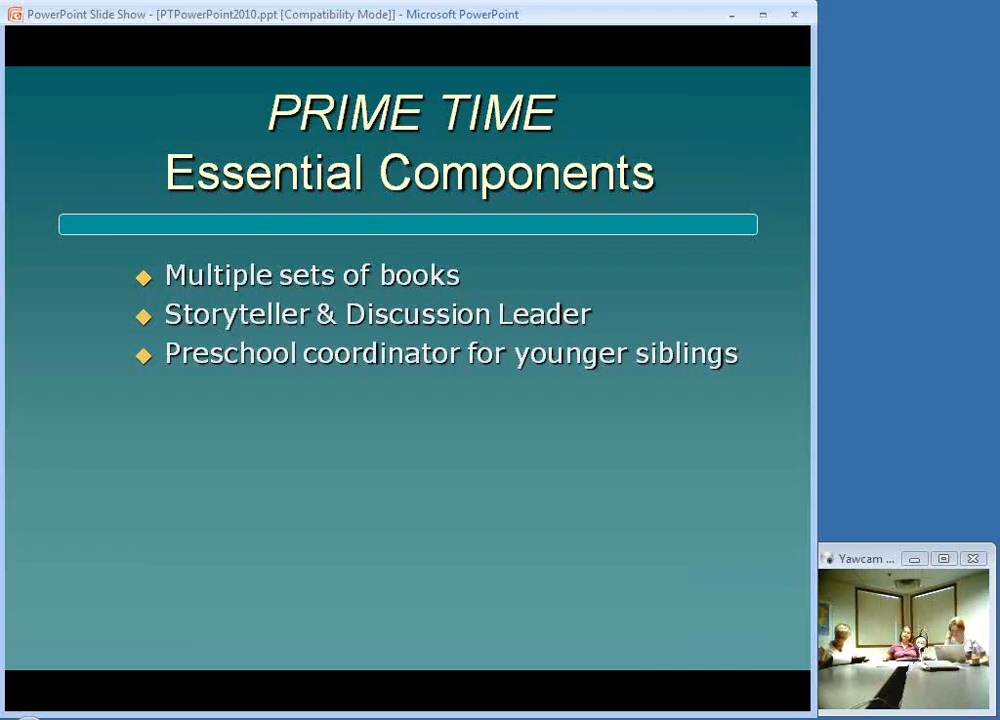 PowerPoint Slide Show - [PTPowerPoint2010.ppt [Compatibility Mode]] - Microsoft PowerPoint
PRIME TIME
Essential Components
Multiple sets of books
Storyteller & Discussion Leader
Preschool coordinator for younger siblings
Yawcam ...